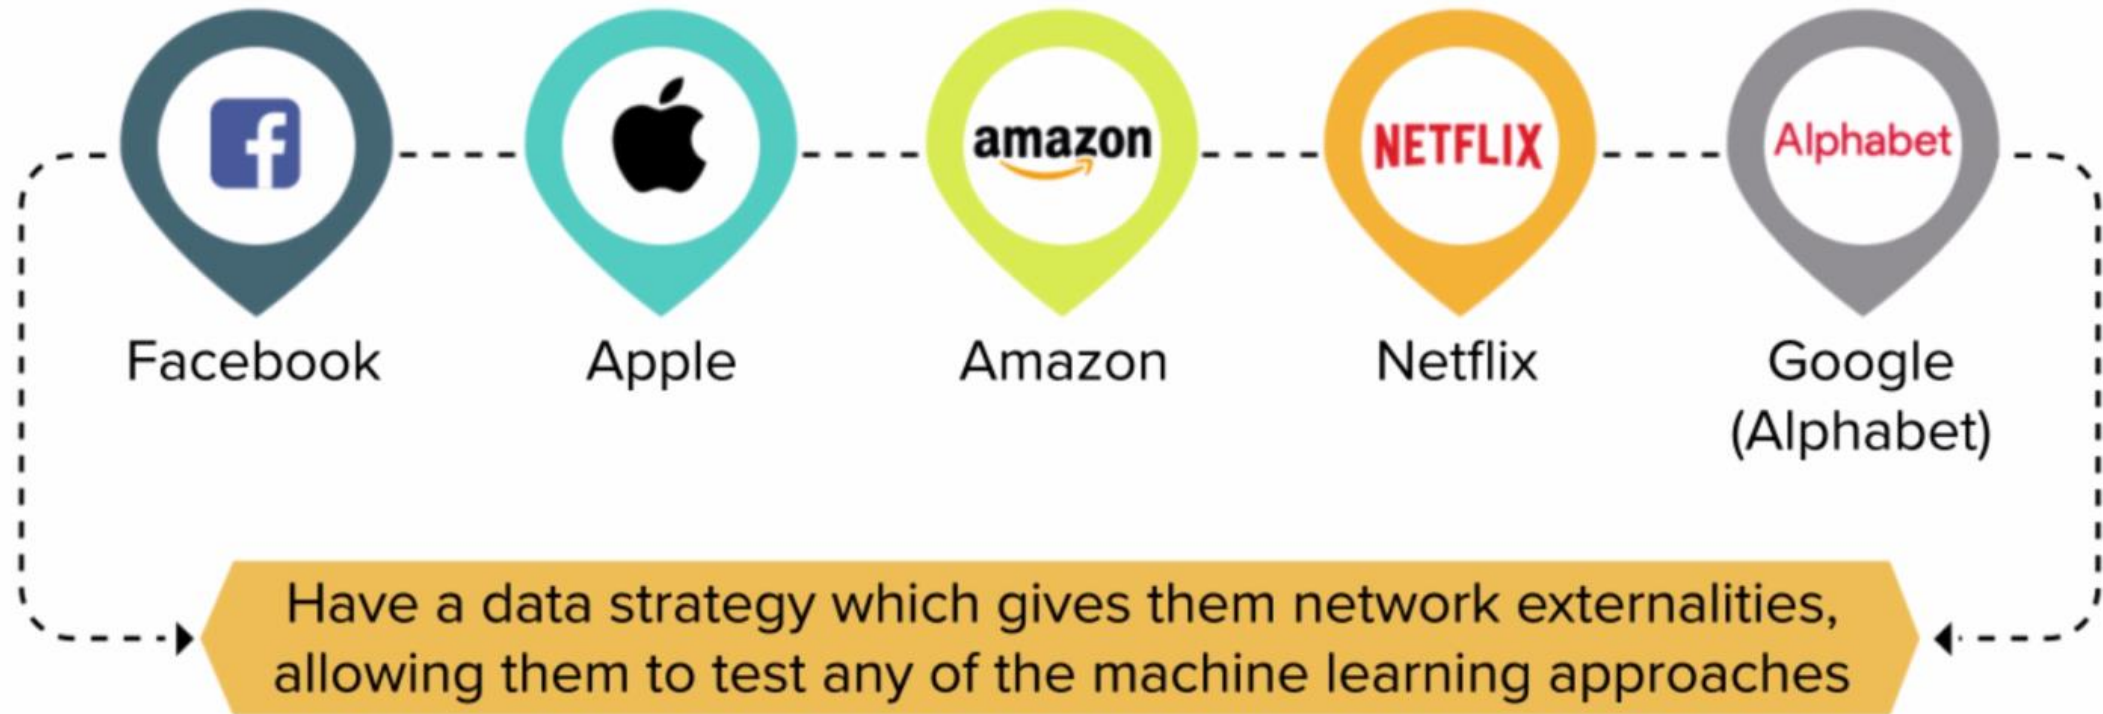 amazon
NETFLIX
Alphabet
Facebook
Apple
Amazon
Netflix
Google
(Alphabet)
Have a data strategy which gives them network externalities,
allowing them to test any of the machine learning approaches